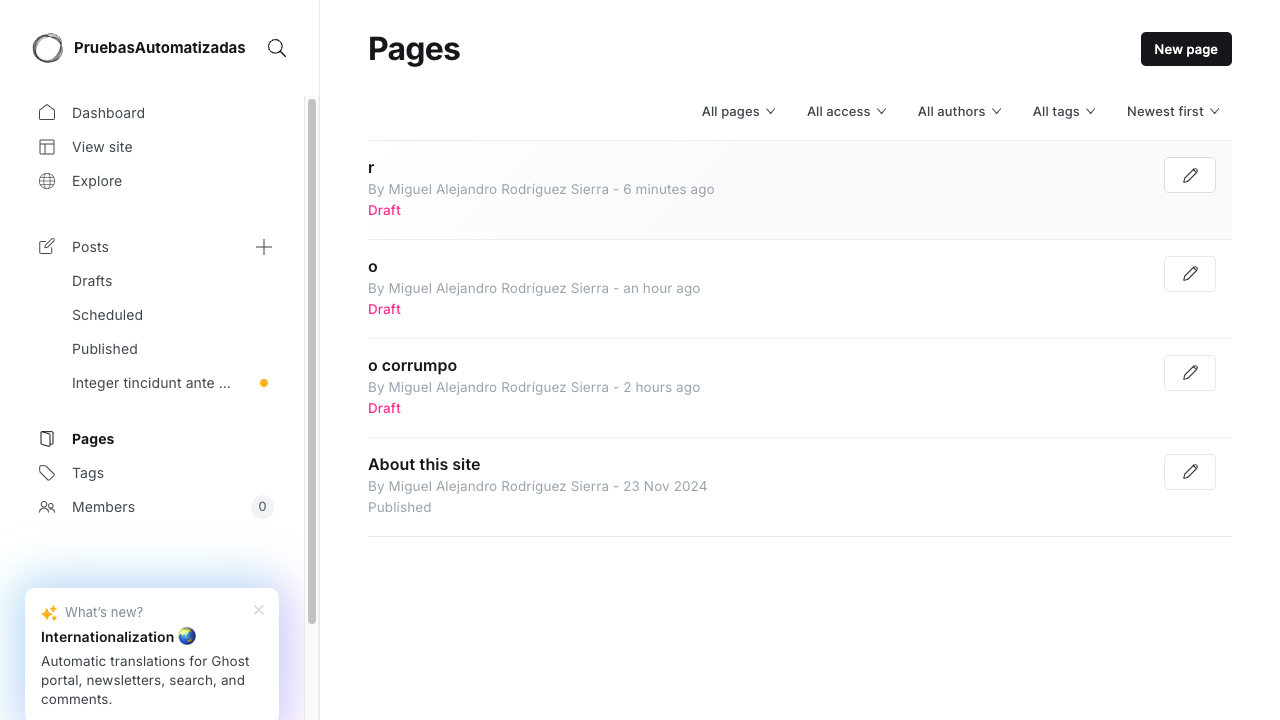 PruebasAutomatizadas
Dashboard
View site
Explore
Posts
Drafts
Scheduled
Published
Integer tincidunt ante ...
Pages
Tags
Members 0
What's new?
Internationalization 🌏
Automatic translations for Ghost
portal, newsletters, search, and
comments.
Pages
New page
All pages All access All authors All tags Newest first
r
By Miguel Alejandro Rodríguez Sierra - 6 minutes ago
Draft
o
By Miguel Alejandro Rodríguez Sierra - an hour ago
Draft
o corrumpo
By Miguel Alejandro Rodríguez Sierra - 2 hours ago
Draft
About this site
By Miguel Alejandro Rodríguez Sierra - 23 Nov 2024
Published